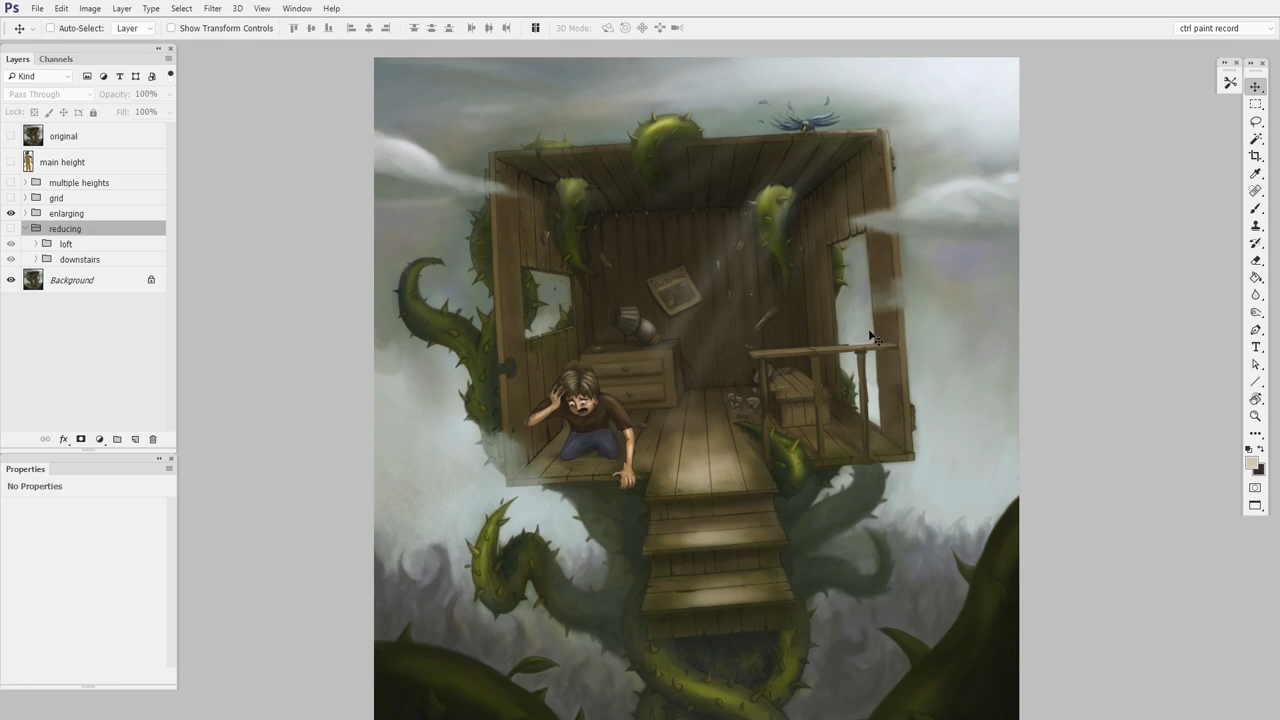 Ps File Edit Image Layer Type Select Filter 3D View Window Help
Auto-Select: Layer Show Transform Controls 3D Mode: ctrl paint record
Layers Channels
Kind
Pass Through Opacity: 100%
Lock: Fill: 100%
original
main height
multiple heights
grid
enlarging
reducing
loft
downstairs
Background
Properties
No Properties